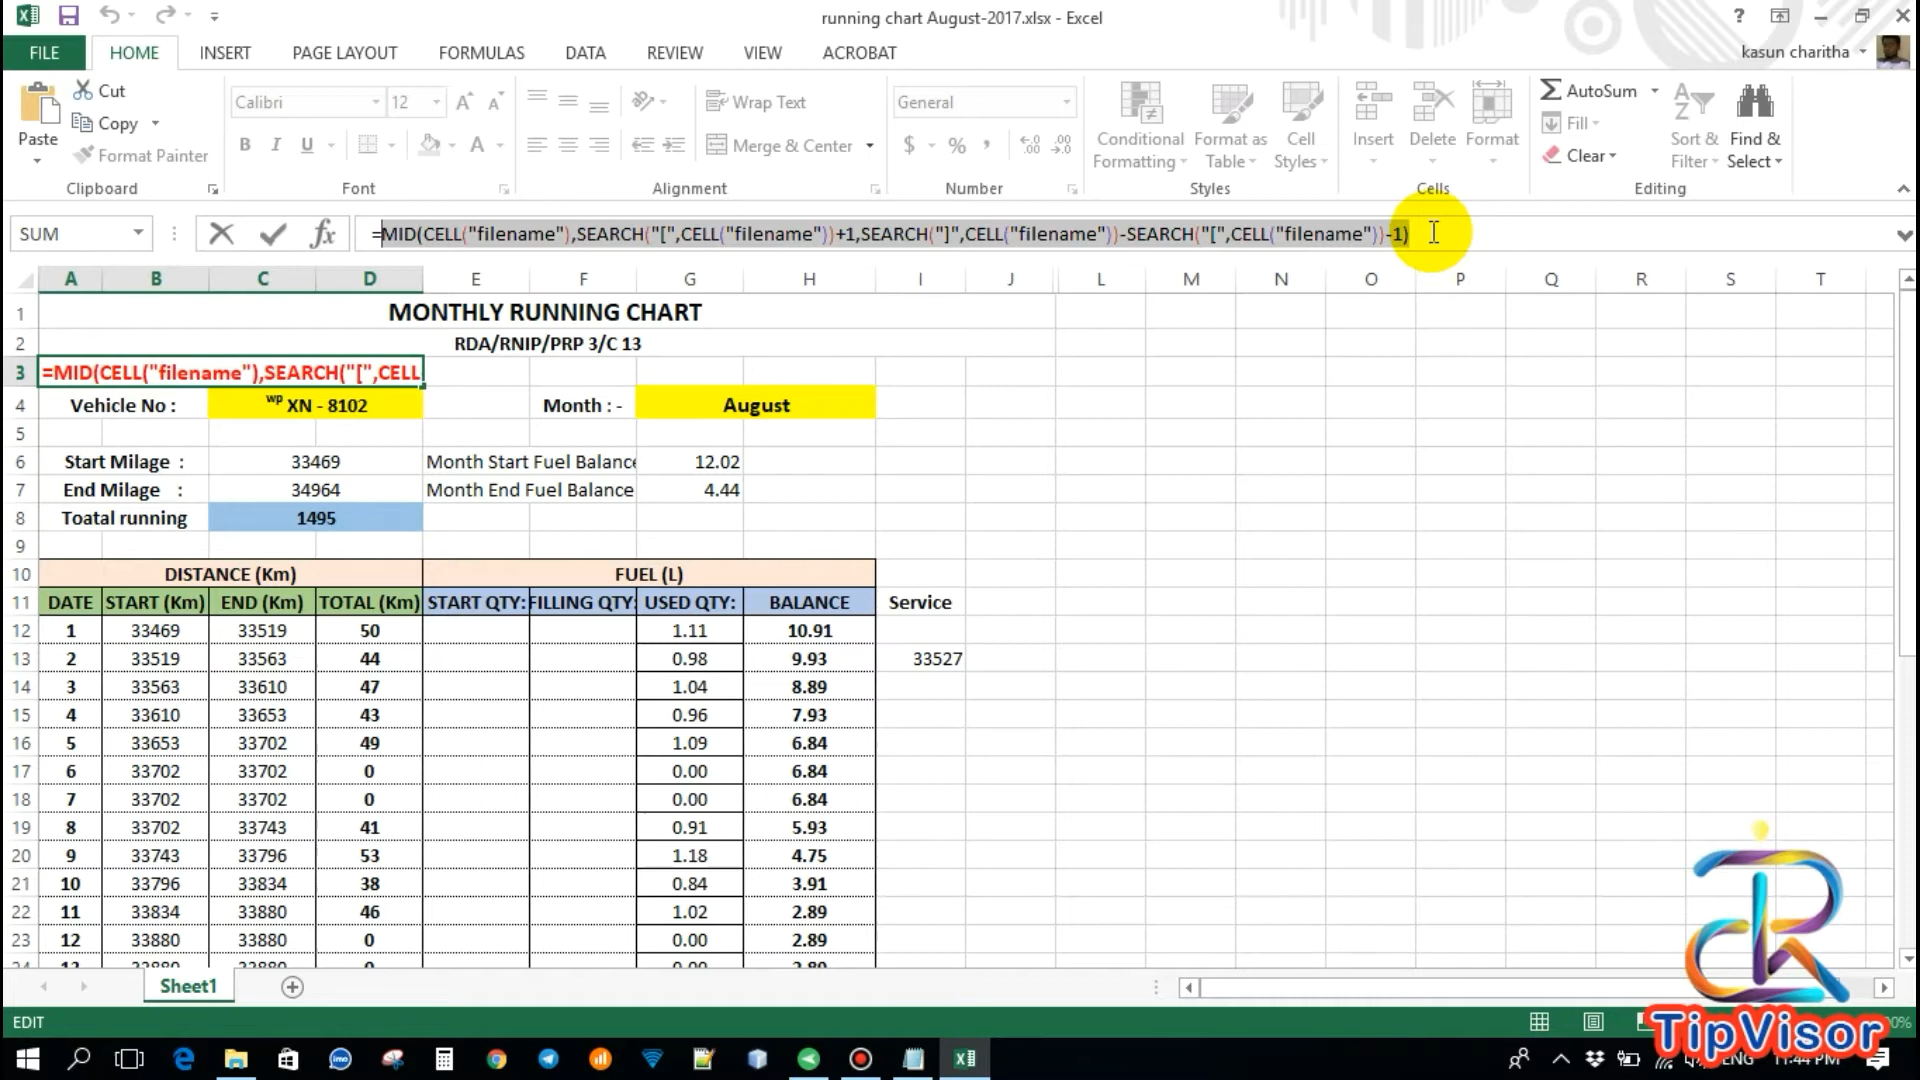 running chart August-2017.xlsx - Excel
?
FILE HOME INSERT PAGE LAYOUT FORMULAS DATA REVIEW VIEW ACROBAT kasun charitha
Paste
Cut
Copy
Format Painter
Clipboard
Calibri 12
B I U A
Font
Wrap Text
Merge & Center
Alignment
General
$ % ,
Number
Conditional Formatting
Format as Table
Cell Styles
Styles
Insert Delete Format
Cells
AutoSum
Fill
Clear
Sort & Filter
Find & Select
Editing
SUM fx =MID(CELL("filename"),SEARCH("[",CELL("filename"))+1,SEARCH("]",CELL("filename"))-SEARCH("[",CELL("filename"))-1)
A B C D E F G H I J L M N O P Q R S T
1 MONTHLY RUNNING CHART
2 RDA/RNIP/PRP 3/C 13
3 =MID(CELL("filename"),SEARCH("[",CELL
4 Vehicle No : wp XN - 8102 Month : - August
5
6 Start Milage : 33469 Month Start Fuel Balance 12.02
7 End Milage : 34964 Month End Fuel Balance 4.44
8 Toatal running 1495
9
10 DISTANCE (Km) FUEL (L)
11 DATE START (Km) END (Km) TOTAL (Km) START QTY: FILLING QTY: USED QTY: BALANCE Service
12 1 33469 33519 50 1.11 10.91
13 2 33519 33563 44 0.98 9.93 33527
14 3 33563 33610 47 1.04 8.89
15 4 33610 33653 43 0.96 7.93
16 5 33653 33702 49 1.09 6.84
17 6 33702 33702 0 0.00 6.84
18 7 33702 33702 0 0.00 6.84
19 8 33702 33743 41 0.91 5.93
20 9 33743 33796 53 1.18 4.75
21 10 33796 33834 38 0.84 3.91
22 11 33834 33880 46 1.02 2.89
23 12 33880 33880 0 0.00 2.89
Sheet1
EDIT
TipVisor
ENG